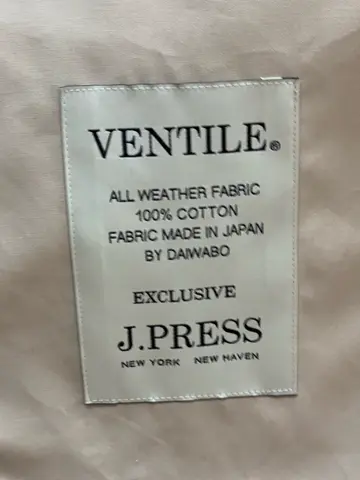 VENTILE®
ALL WEATHER FABRIC
100% COTTON
FABRIC MADE IN JAPAN
BY DAIWABO
EXCLUSIVE
J.PRESS
NEW YORK NEW HAVEN